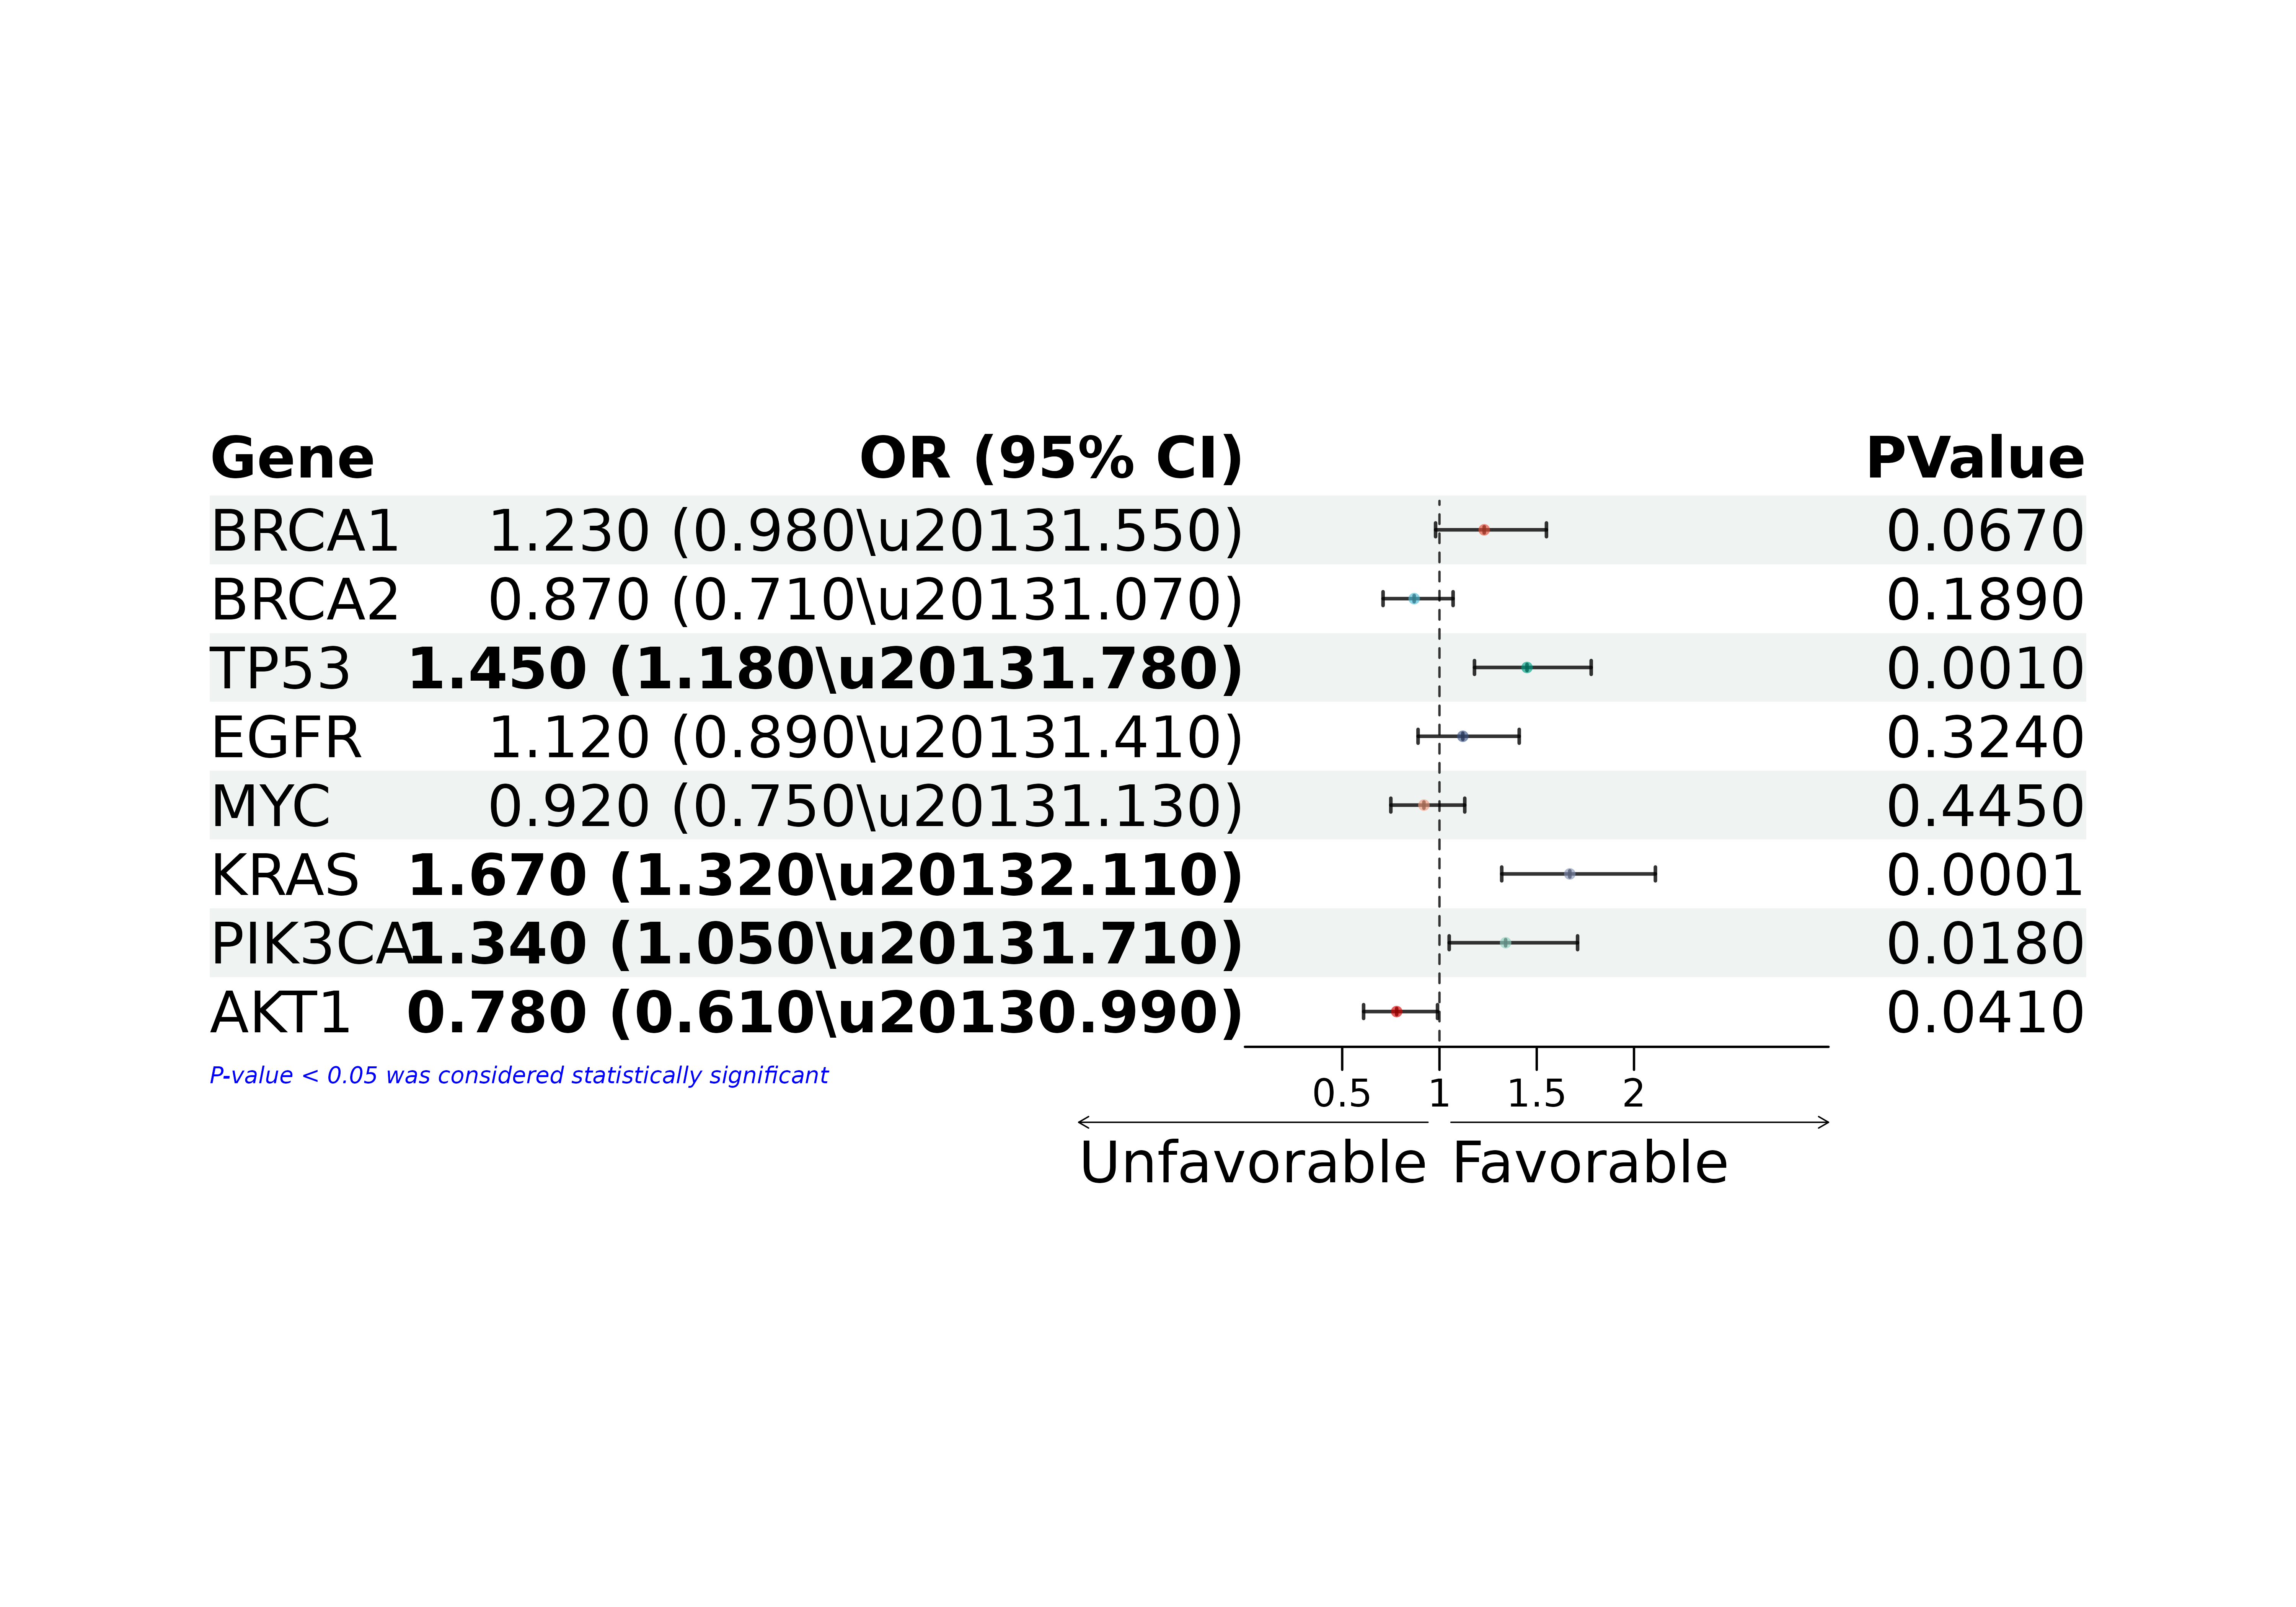 Gene OR (95% CI) PValue
BRCA1 1.230 (0.980\u20131.550) 0.0670
BRCA2 0.870 (0.710\u20131.070) 0.1890
TP53 1.450 (1.180\u20131.780) 0.0010
EGFR 1.120 (0.890\u20131.410) 0.3240
MYC 0.920 (0.750\u20131.130) 0.4450
KRAS 1.670 (1.320\u20132.110) 0.0001
PIK3CA 1.340 (1.050\u20131.710) 0.0180
AKT1 0.780 (0.610\u20130.990) 0.0410
P-value < 0.05 was considered statistically significant
0.5 1 1.5 2
Unfavorable Favorable